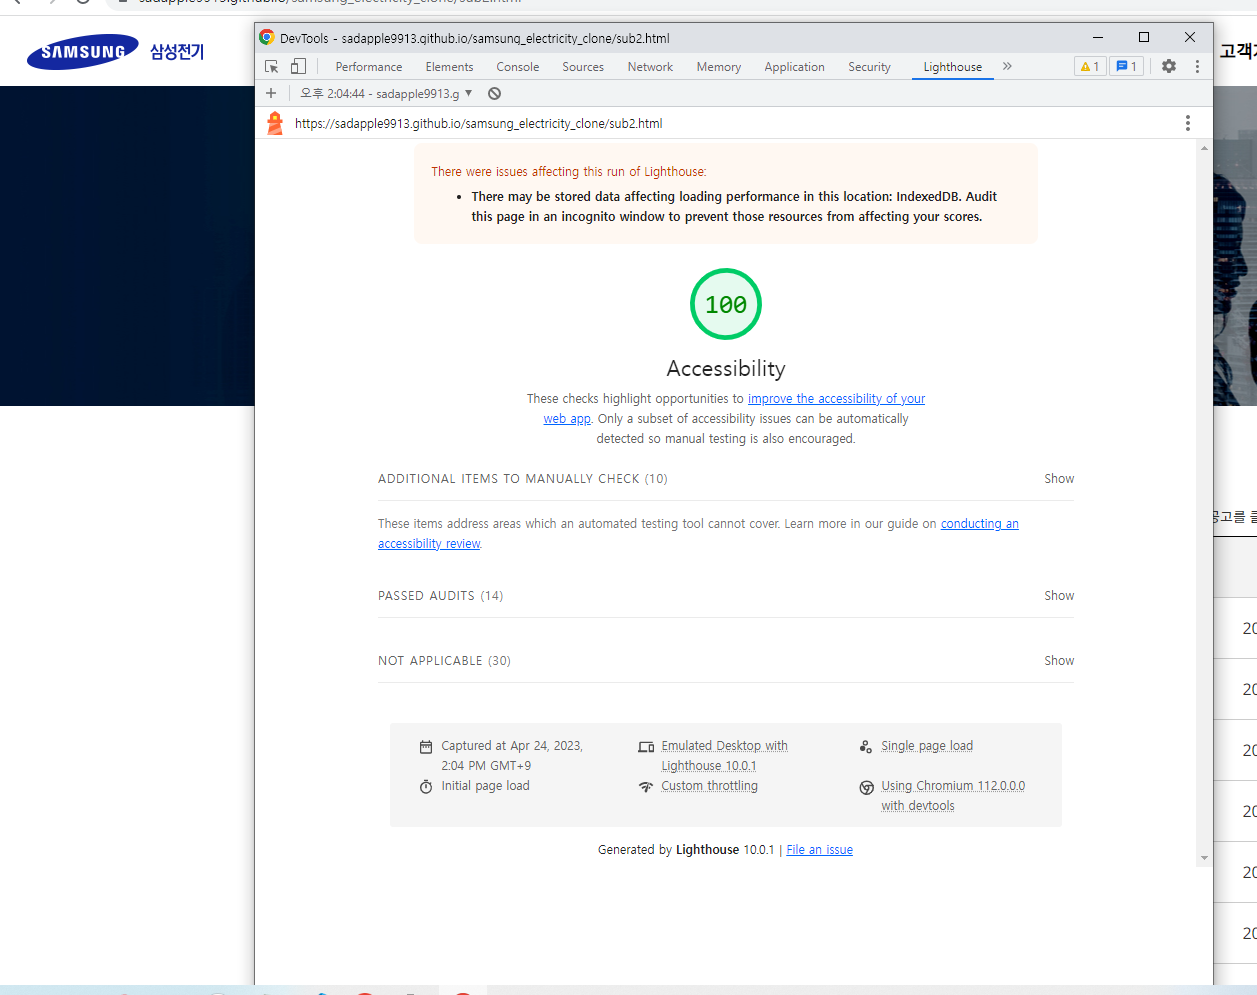 sadapple9913.github.io/samsung_electricity_clone/sub2.html
SAMSUNG 삼성전기
DevTools - sadapple9913.github.io/samsung_electricity_clone/sub2.html
Performance Elements Console Sources Network Memory Application Security Lighthouse » 1 1
오후 2:04:44 - sadapple9913.g
https://sadapple9913.github.io/samsung_electricity_clone/sub2.html
There were issues affecting this run of Lighthouse:
• There may be stored data affecting loading performance in this location: IndexedDB. Audit
this page in an incognito window to prevent those resources from affecting your scores.
100
Accessibility
These checks highlight opportunities to improve the accessibility of your
web app. Only a subset of accessibility issues can be automatically
detected so manual testing is also encouraged.
ADDITIONAL ITEMS TO MANUALLY CHECK (10) Show
These items address areas which an automated testing tool cannot cover. Learn more in our guide on conducting an
accessibility review.
PASSED AUDITS (14) Show
NOT APPLICABLE (30) Show
Captured at Apr 24, 2023,
2:04 PM GMT+9
Initial page load
Emulated Desktop with
Lighthouse 10.0.1
Custom throttling
Single page load
Using Chromium 112.0.0.0
with devtools
Generated by Lighthouse 10.0.1 | File an issue
고객
공고를
20
20
20
20
20
20